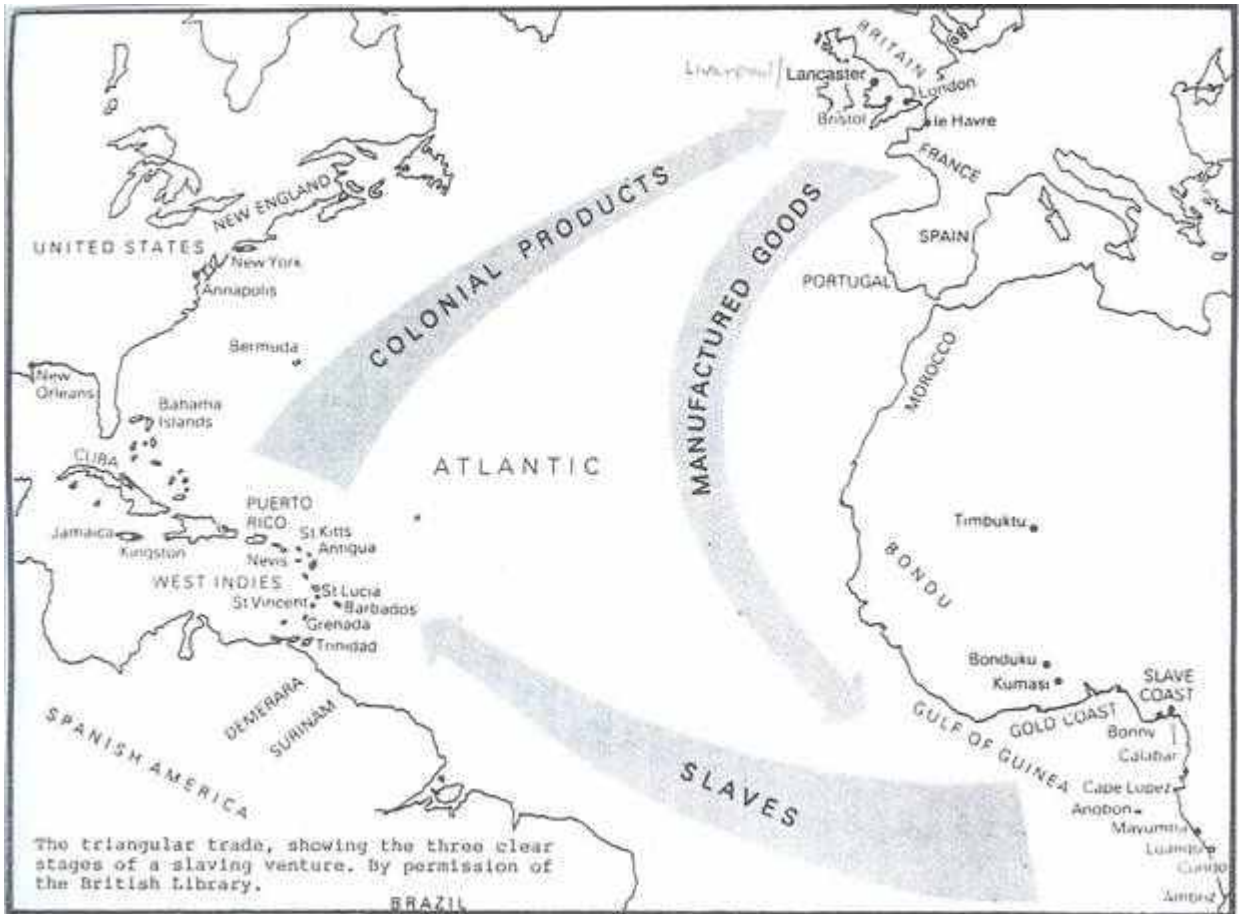 BRITAIN
Liverpool/
Lancaster
London
Bristol
le Havre
FRANCE
NEW ENGLAND
UNITED STATES
New York
Annapolis
COLONIAL PRODUCTS
MANUFACTURED GOODS
SPAIN
PORTUGAL
Bermuda
MOROCCO
New
Orleans
Bahama
Islands
CUBA
ATLANTIC
PUERTO
RICO
St Kitts
Jamaica
Kingston
Antigua
Nevis
Timbuktu
BONDU
WEST INDIES
St Lucia
St Vincent
Barbados
Grenada
Trinidad
Bonduku
Kumasi
SLAVE
COAST
GOLD COAST
GULF OF GUINEA
Bonny
Calabar
DEMERARA
SURINAM
SPANISH AMERICA
SLAVES
Cape Lopez
Anobon
Mayumba
Ambriz
The triangular trade, showing the three clear
stages of a slaving venture. By permission of
the British Library.
BRAZIL